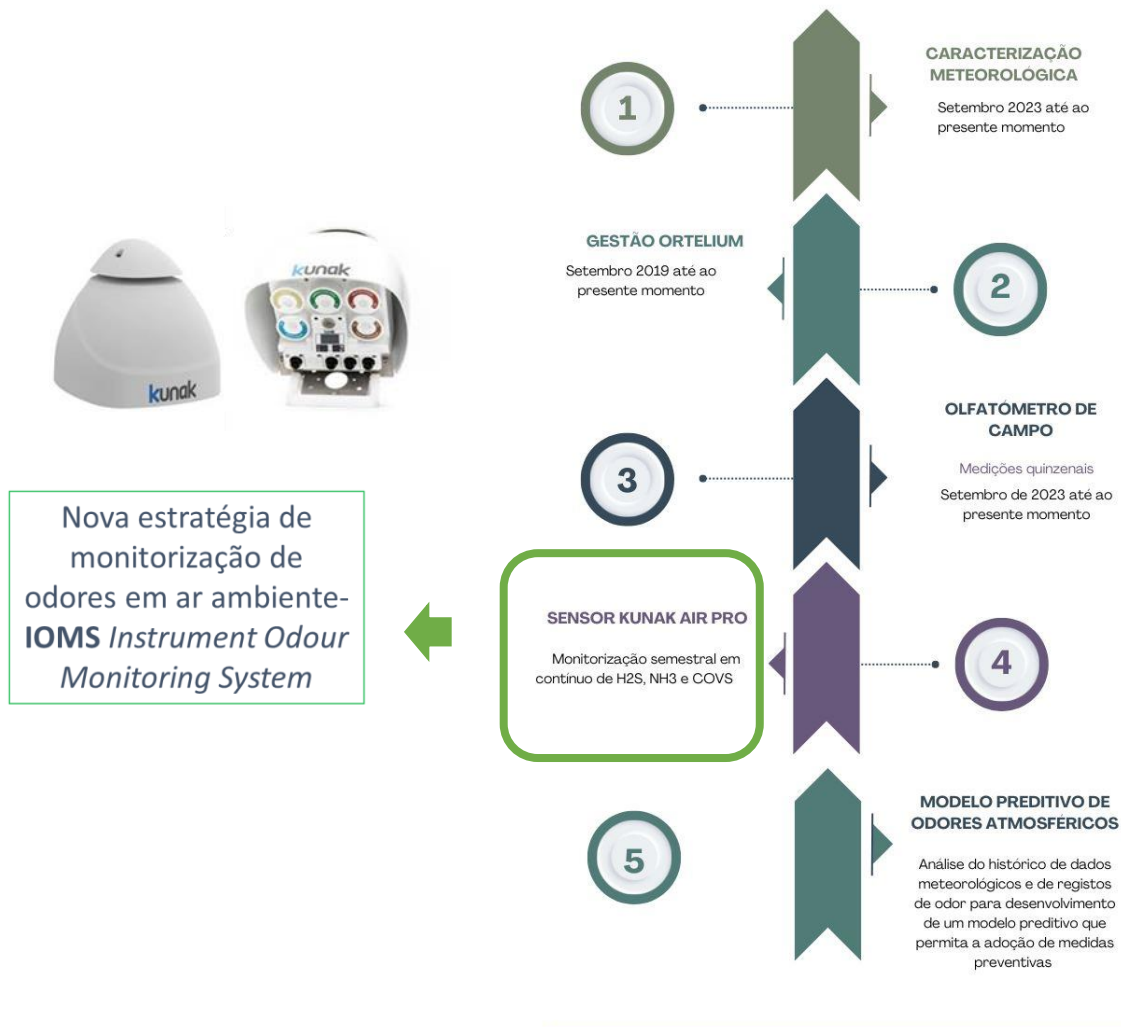 1
CARACTERIZAÇÃO
METEOROLÓGICA
Setembro 2023 até ao
presente momento
GESTÃO ORTELIUM
Setembro 2019 até ao
presente momento
2
kunak
kunak
OLFATÓMETRO DE
CAMPO
Medições quinzenais
Setembro de 2023 até ao
presente momento
3
Nova estratégia de
monitorização de
odores em ar ambiente-
IOMS Instrument Odour
Monitoring System
SENSOR KUNAK AIR PRO
Monitorização semestral em
contínuo de H2S, NH3 e COVS
4
5
MODELO PREDITIVO DE
ODORES ATMOSFÉRICOS
Análise do histórico de dados
meteorológicos e de registos
de odor para desenvolvimento
de um modelo preditivo que
permita a adoção de medidas
preventivas